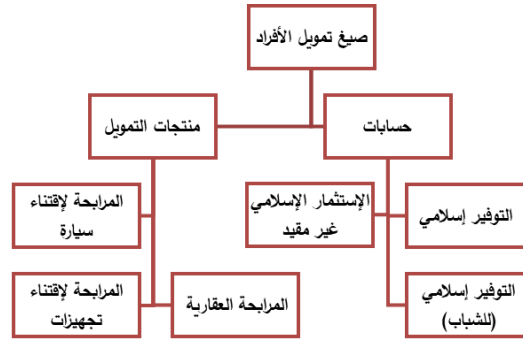 صيغ تمويل الأفراد
حسابات
منتجات التمويل
التوفير إسلامي
الإستثمار الإسلامي
غير مقيد
المرابحة لإقتناء
سيارة
التوفير إسلامي
(للشباب)
المرابحة العقارية
المرابحة لإقتناء
تجهيزات